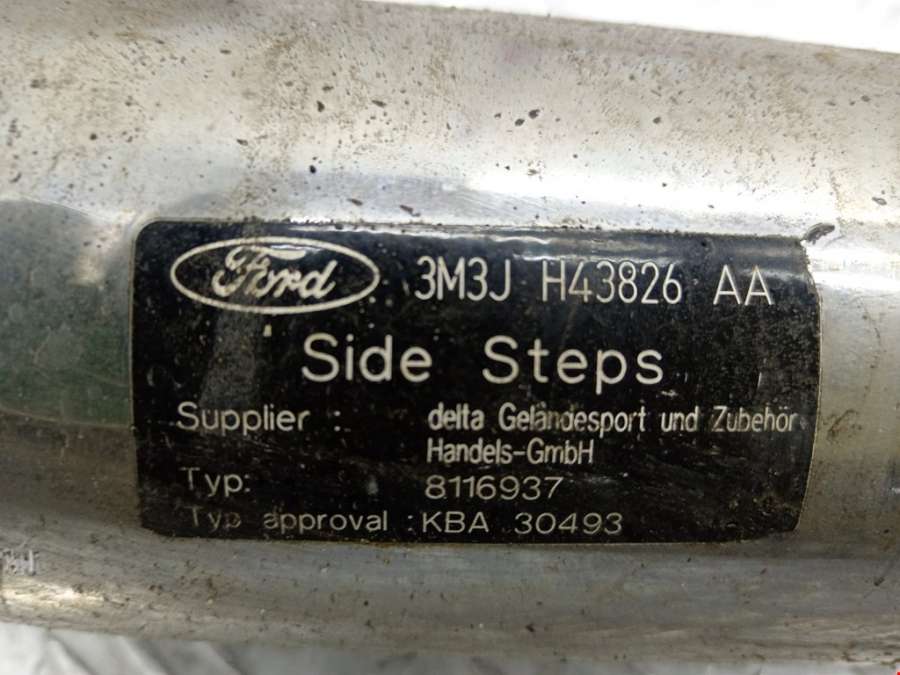 Ford 3M3J H43826 AA
Side Steps
Supplier : delta Geländesport und Zubehör
Handels-GmbH
Typ: 8116937
Typ approval : KBA 30493